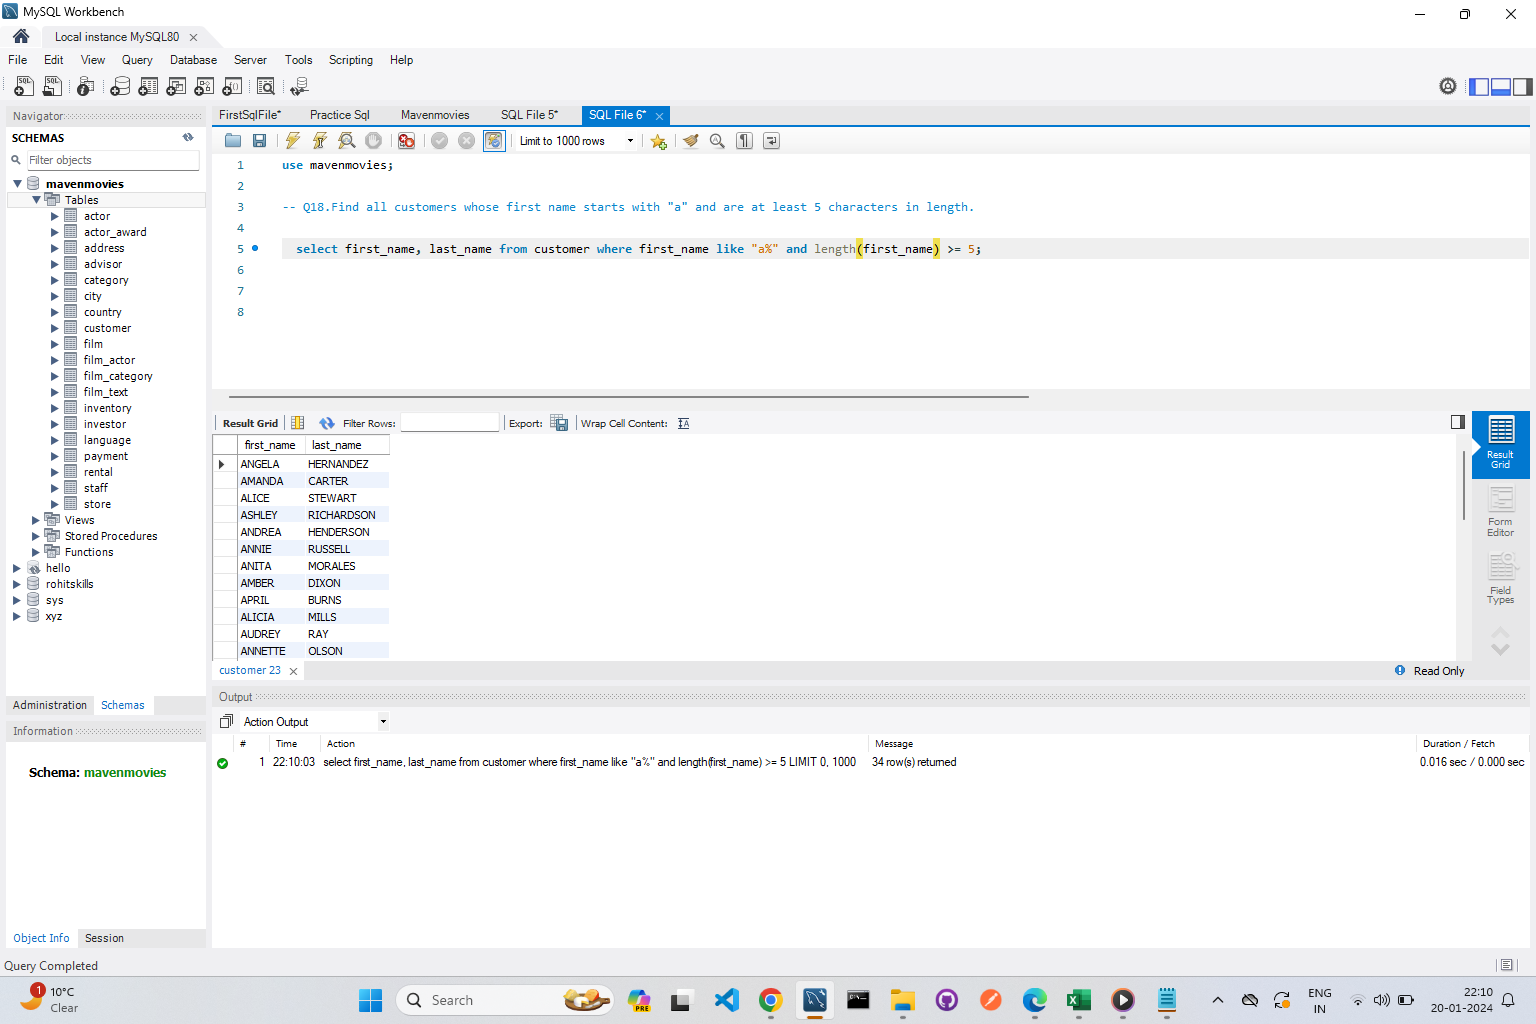 MySQL Workbench
Local instance MySQL80
File Edit View Query Database Server Tools Scripting Help
Navigator
SCHEMAS
Filter objects
mavenmovies
Tables
actor
actor_award
address
advisor
category
city
country
customer
film
film_actor
film_category
film_text
inventory
investor
language
payment
rental
staff
store
Views
Stored Procedures
Functions
hello
rohitskills
sys
xyz
Administration Schemas
Information
Schema: mavenmovies
Object Info Session
FirstSqlFile* Practice Sql Mavenmovies SQL File 5* SQL File 6*
Limit to 1000 rows
1 use mavenmovies;
2
3 -- Q18.Find all customers whose first name starts with "a" and are at least 5 characters in length.
4
5 select first_name, last_name from customer where first_name like "a%" and length(first_name) >= 5;
6
7
8
Result Grid Filter Rows: Export: Wrap Cell Content:
first_name last_name
ANGELA HERNANDEZ
AMANDA CARTER
ALICE STEWART
ASHLEY RICHARDSON
ANDREA HENDERSON
ANNIE RUSSELL
ANITA MORALES
AMBER DIXON
APRIL BURNS
ALICIA MILLS
AUDREY RAY
ANNETTE OLSON
Result
Grid
Form
Editor
Field
Types
customer 23
Read Only
Output
Action Output
# Time Action Message Duration / Fetch
1 22:10:03 select first_name, last_name from customer where first_name like "a%" and length(first_name) >= 5 LIMIT 0, 1000 34 row(s) returned 0.016 sec / 0.000 sec
Query Completed
1
10°C
Clear
Search
PRE
ENG
IN
22:10
20-01-2024